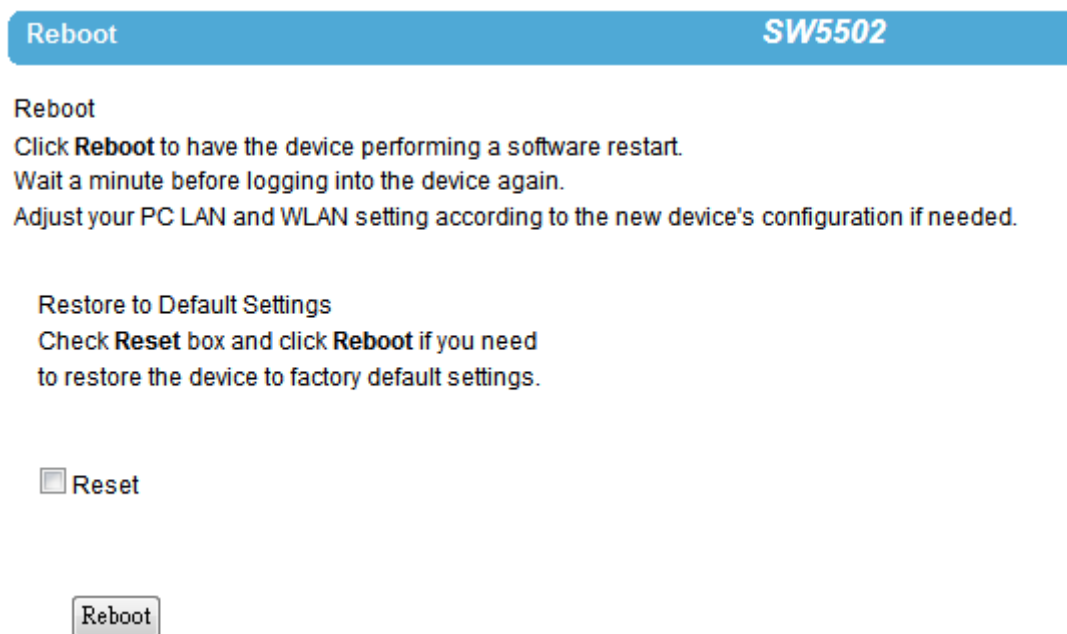 Reboot SW5502
Reboot
Click Reboot to have the device performing a software restart.
Wait a minute before logging into the device again.
Adjust your PC LAN and WLAN setting according to the new device's configuration if needed.
Restore to Default Settings
Check Reset box and click Reboot if you need
to restore the device to factory default settings.
Reset
Reboot